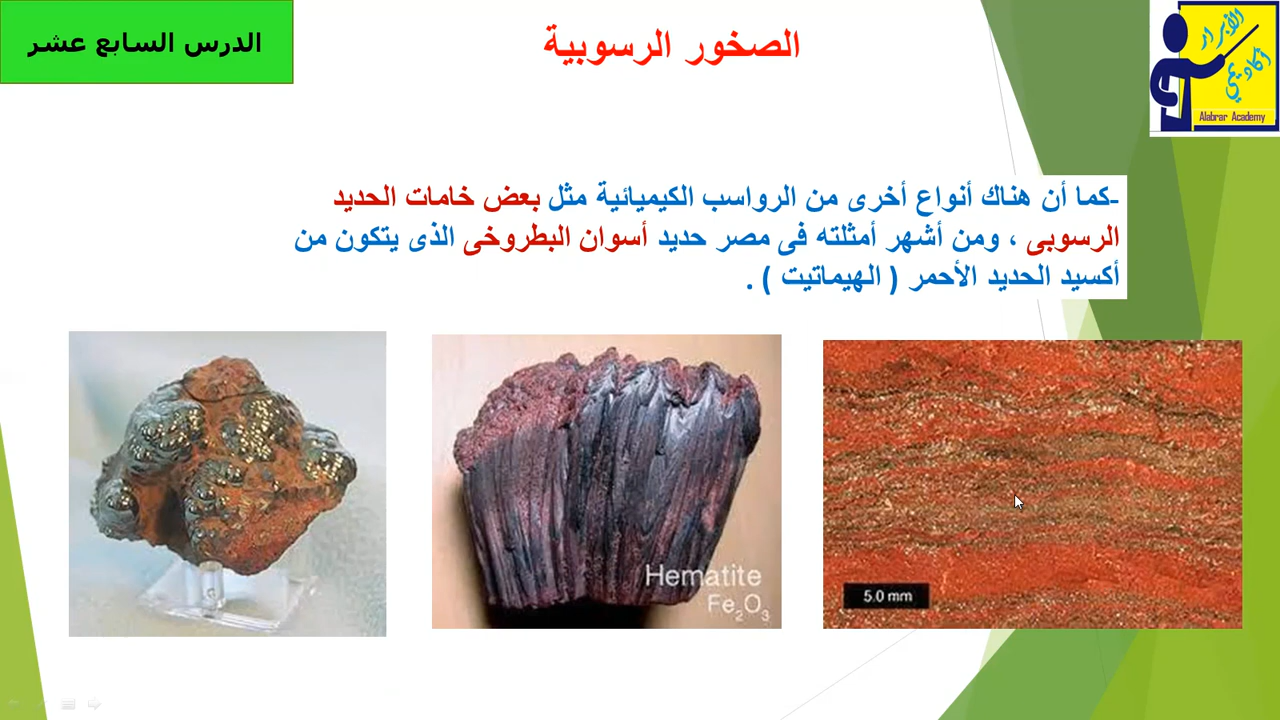 الدرس السابع عشر
الصخور الرسوبية
الأبرار
أكاديمي
Alabrar Academy
-كما أن هناك أنواع أخرى من الرواسب الكيميائية مثل بعض خامات الحديد
الرسوبى ، ومن أشهر أمثلته فى مصر حديد أسوان البطروخى الذى يتكون من
أكسيد الحديد الأحمر ( الهيماتيت ) .
Hematite
Fe₂O₃
5.0 mm